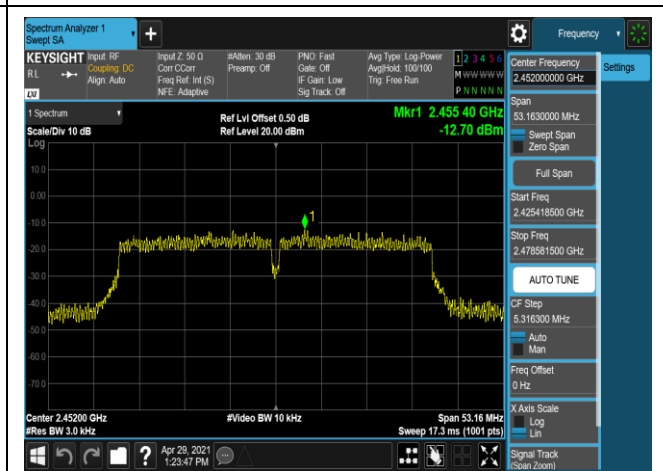 Spectrum Analyzer 1
Swept SA
Frequency
KEYSIGHT
RL
LXI
Input: RF
Coupling: DC
Align: Auto
Input Z: 50 Ω
Corr CCorr
Freq Ref: Int (S)
NFE: Adaptive
#Atten: 30 dB
Preamp: Off
PNO: Fast
Gate: Off
IF Gain: Low
Sig Track: Off
Avg Type: Log-Power
Avg|Hold: 100/100
Trig: Free Run
1 2 3 4 5 6
M W W W W W
P N N N N N
Center Frequency
2.452000000 GHz
Settings
Span
53.1630000 MHz
Swept Span
Zero Span
Full Span
Start Freq
2.425418500 GHz
Stop Freq
2.478581500 GHz
AUTO TUNE
CF Step
5.316300 MHz
Auto
Man
Freq Offset
0 Hz
X Axis Scale
Log
Lin
Signal Track
(Span Zoom)
1 Spectrum
Scale/Div 10 dB
Log
Ref Lvl Offset 0.50 dB
Ref Level 20.00 dBm
Mkr1 2.455 40 GHz
-12.70 dBm
10.0
0.00
-10.0
1
-20.0
-30.0
-40.0
-50.0
-60.0
-70.0
Center 2.45200 GHz
#Res BW 3.0 kHz
#Video BW 10 kHz
Span 53.16 MHz
Sweep 17.3 ms (1001 pts)
?
Apr 29, 2021
1:23:47 PM